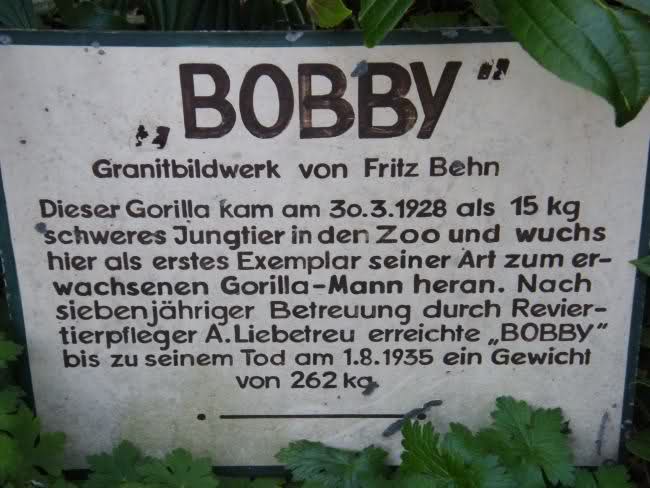 „BOBBY"
Granitbildwerk von Fritz Behn
Dieser Gorilla kam am 30.3.1928 als 15 kg
schweres Jungtier in den Zoo und wuchs
hier als erstes Exemplar seiner Art zum er-
wachsenen Gorilla-Mann heran. Nach
siebenjähriger Betreuung durch Revier-
tierpfleger A. Liebetreu erreichte „BOBBY"
bis zu seinem Tod am 1.8.1935 ein Gewicht
von 262 kg.